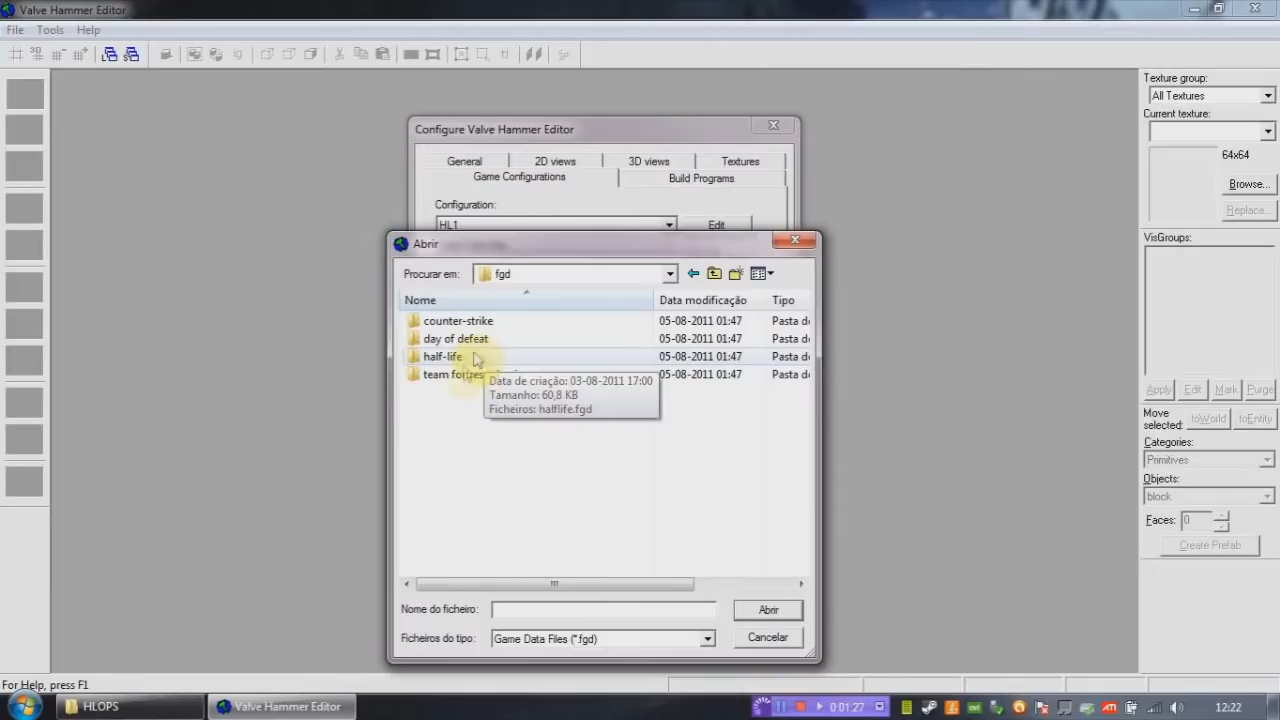 Valve Hammer Editor
File Tools Help
Texture group:
All Textures
Current texture:
64x64
Browse...
Replace...
VisGroups:
Apply Edit Mark Purge
Move selected: toWorld toEntity
Categories:
Primitives
Objects:
block
Faces: 0
Create Prefab
Configure Valve Hammer Editor
General 2D views 3D views Textures
Game Configurations Build Programs
Configuration:
HL1 Edit
Abrir
Procurar em: fgd
Nome Data modificação Tipo
counter-strike 05-08-2011 01:47 Pasta de
day of defeat 05-08-2011 01:47 Pasta de
half-life 05-08-2011 01:47 Pasta de
team fortress 05-08-2011 01:47 Pasta de
Data de criação: 03-08-2011 17:00
Tamanho: 60,8 KB
Ficheiros: halflife.fgd
Nome do ficheiro: Abrir
Ficheiros do tipo: Game Data Files (*.fgd) Cancelar
For Help, press F1
HLOPS Valve Hammer Editor 0:01:27 12:22